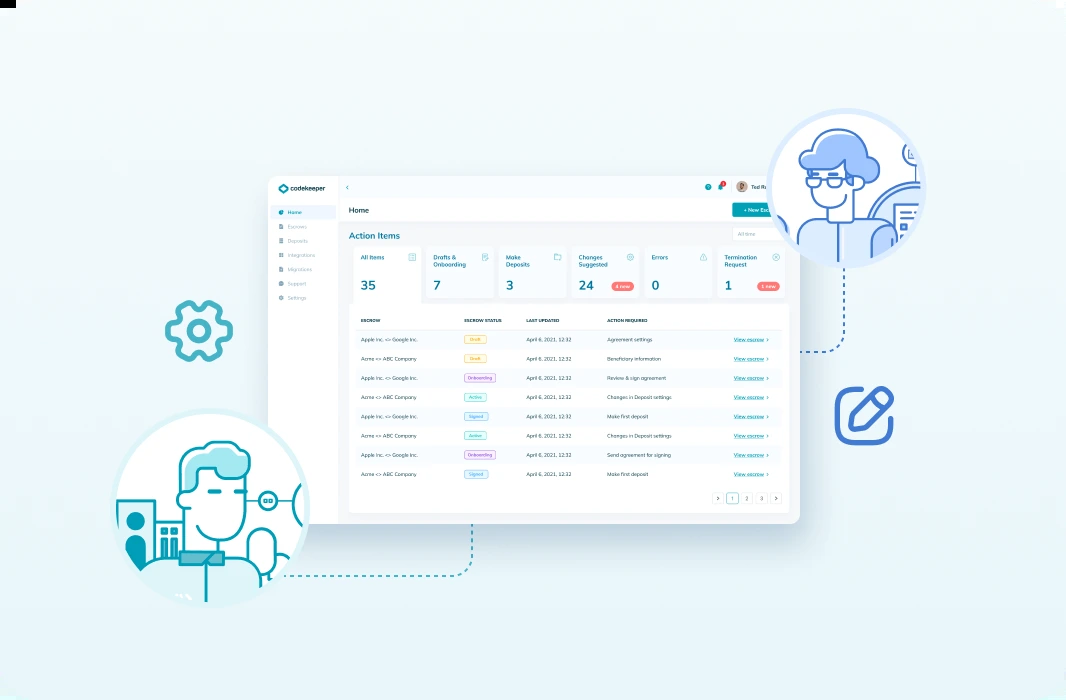 codekeeper
Ted
Home
Home
+ New
Escrows
Deposits
Integrations
Migrations
Support
Settings
Action Items
All time
All Items
35
Drafts &
Onboarding
7
Make
Deposits
3
Changes
Suggested
24
4 new
Errors
0
Termination
Request
1
1 new
ESCROW ESCROW STATUS LAST UPDATED ACTION REQUIRED
Apple Inc. <> Google Inc. Draft April 6, 2021, 12:32 Agreement settings View escrow >
Acme <> ABC Company Draft April 6, 2021, 12:32 Beneficiary information View escrow >
Apple Inc. <> Google Inc. Onboarding April 6, 2021, 12:32 Review & sign agreement View escrow >
Acme <> ABC Company Active April 6, 2021, 12:32 Changes in Deposit settings View escrow >
Apple Inc. <> Google Inc. Signed April 6, 2021, 12:32 Make first deposit View escrow >
Acme <> ABC Company Active April 6, 2021, 12:32 Changes in Deposit settings View escrow >
Apple Inc. <> Google Inc. Onboarding April 6, 2021, 12:32 Send agreement for signing View escrow >
Acme <> ABC Company Signed April 6, 2021, 12:32 Make first deposit View escrow >
1 2 3